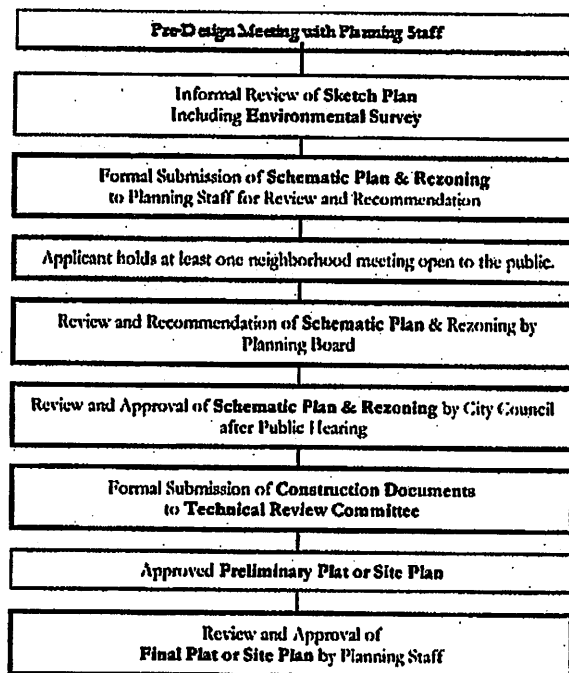 Pre-Design Meeting with Planning Staff
Informal Review of Sketch Plan
Including Environmental Survey
Formal Submission of Schematic Plan & Rezoning
to Planning Staff for Review and Recommendation
Applicant holds at least one neighborhood meeting open to the public.
Review and Recommendation of Schematic Plan & Rezoning by
Planning Board
Review and Approval of Schematic Plan & Rezoning by City Council
after Public Hearing
Formal Submission of Construction Documents
to Technical Review Committee
Approved Preliminary Plat or Site Plan
Review and Approval of
Final Plat or Site Plan by Planning Staff